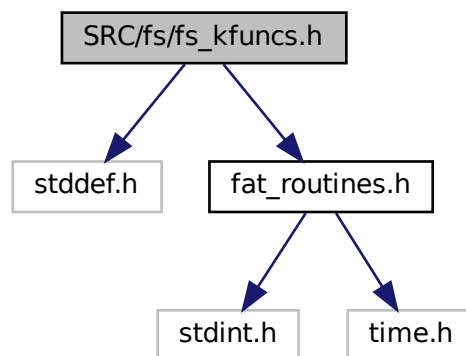 SRC/fs/fs_kfuncs.h
stddef.h
fat_routines.h
stdint.h
time.h